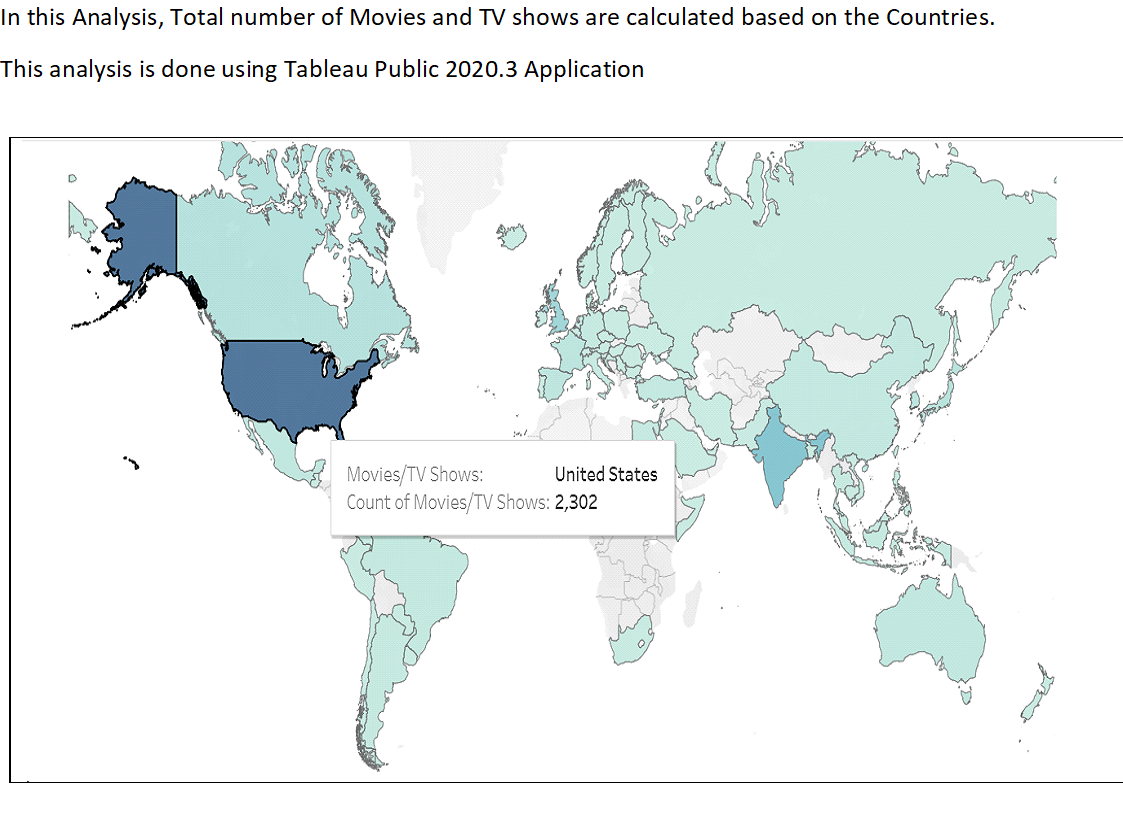 In this Analysis, Total number of Movies and TV shows are calculated based on the Countries.
This analysis is done using Tableau Public 2020.3 Application
Movies/TV Shows: United States
Count of Movies/TV Shows: 2,302